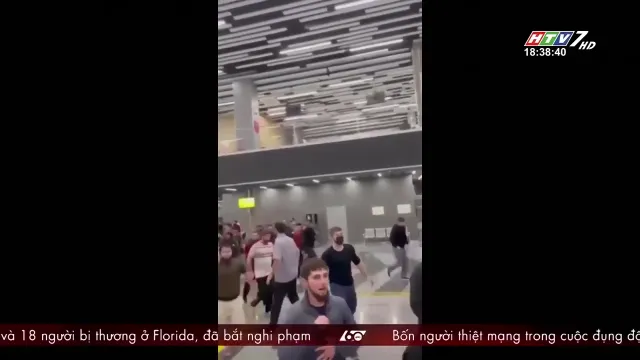 HTV7 HD
18:38:40
và 18 người bị thương ở Florida, đã bắt nghi phạm 60 Bốn người thiệt mạng trong cuộc đụng độ